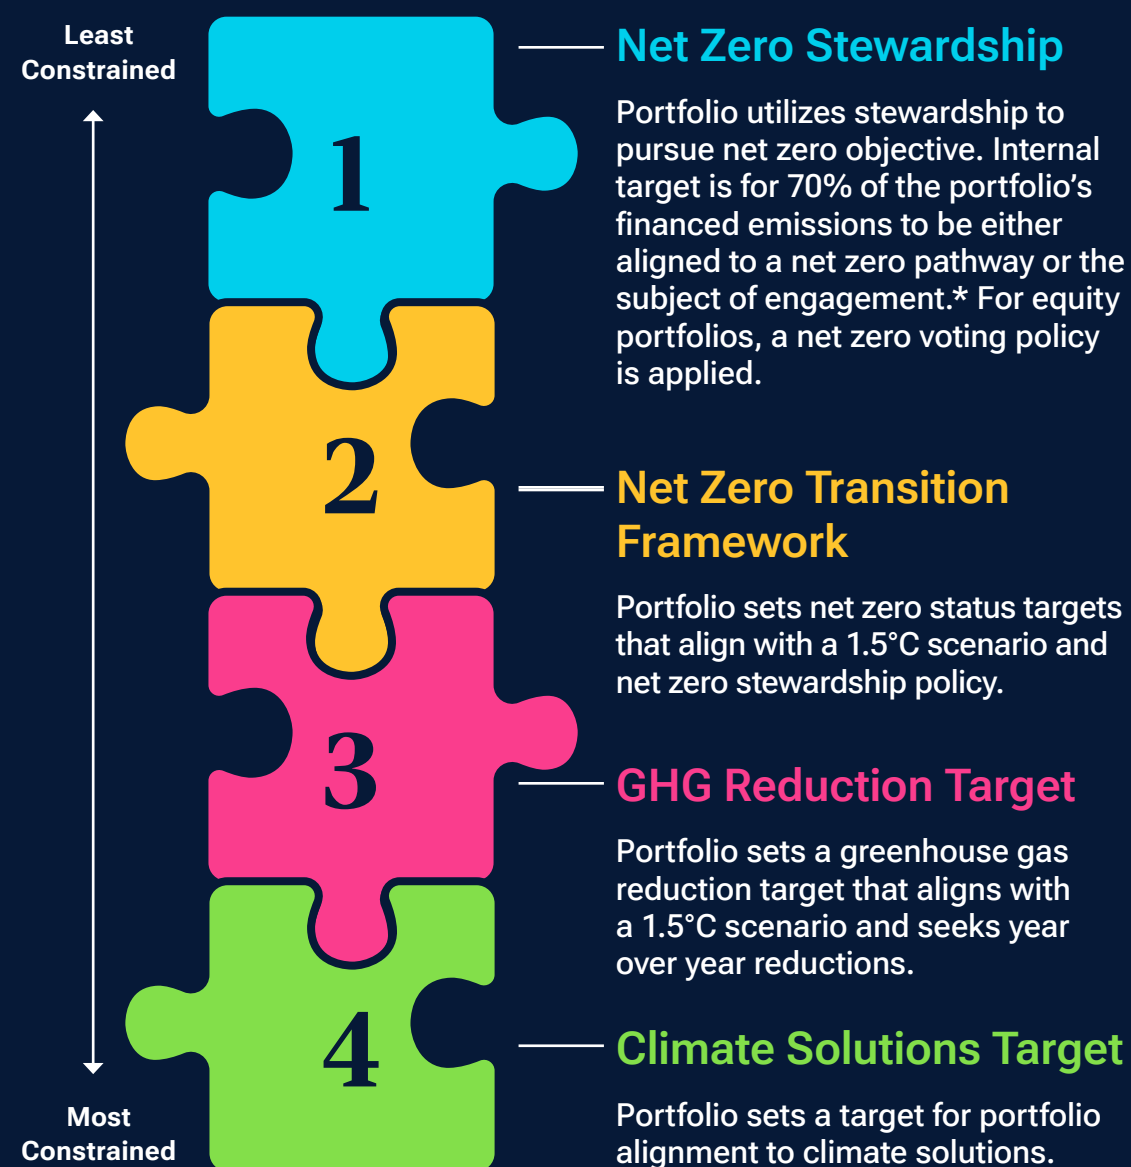 Least
Constrained
1
Net Zero Stewardship
Portfolio utilizes stewardship to
pursue net zero objective. Internal
target is for 70% of the portfolio’s
financed emissions to be either
aligned to a net zero pathway or the
subject of engagement.* For equity
portfolios, a net zero voting policy
is applied.
2
Net Zero Transition
Framework
Portfolio sets net zero status targets
that align with a 1.5°C scenario and
net zero stewardship policy.
3
GHG Reduction Target
Portfolio sets a greenhouse gas
reduction target that aligns with
a 1.5°C scenario and seeks year
over year reductions.
4
Climate Solutions Target
Portfolio sets a target for portfolio
alignment to climate solutions.
Most
Constrained